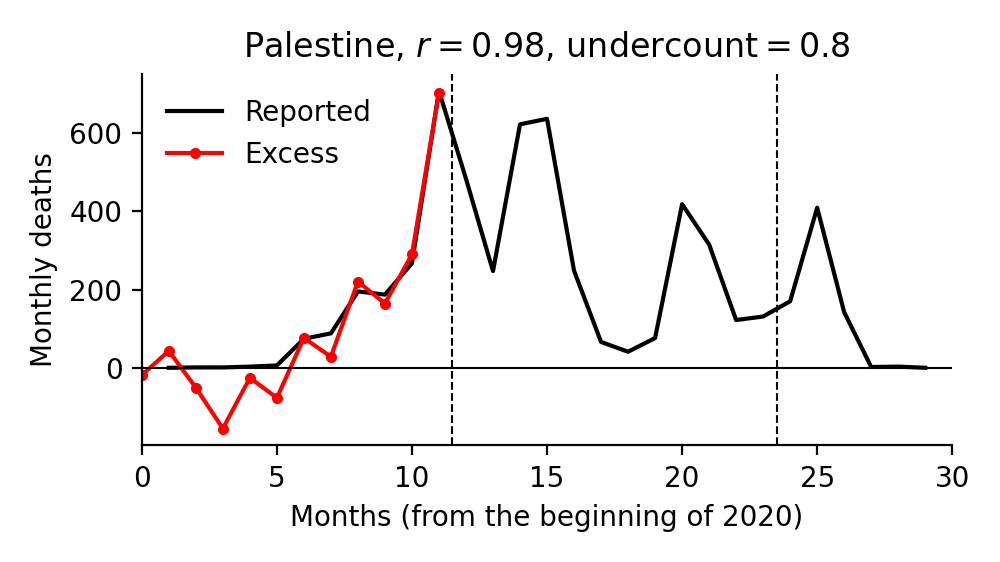 Palestine, r = 0.98, undercount = 0.8
Reported
Excess
Monthly deaths
600
400
200
0
0 5 10 15 20 25 30
Months (from the beginning of 2020)